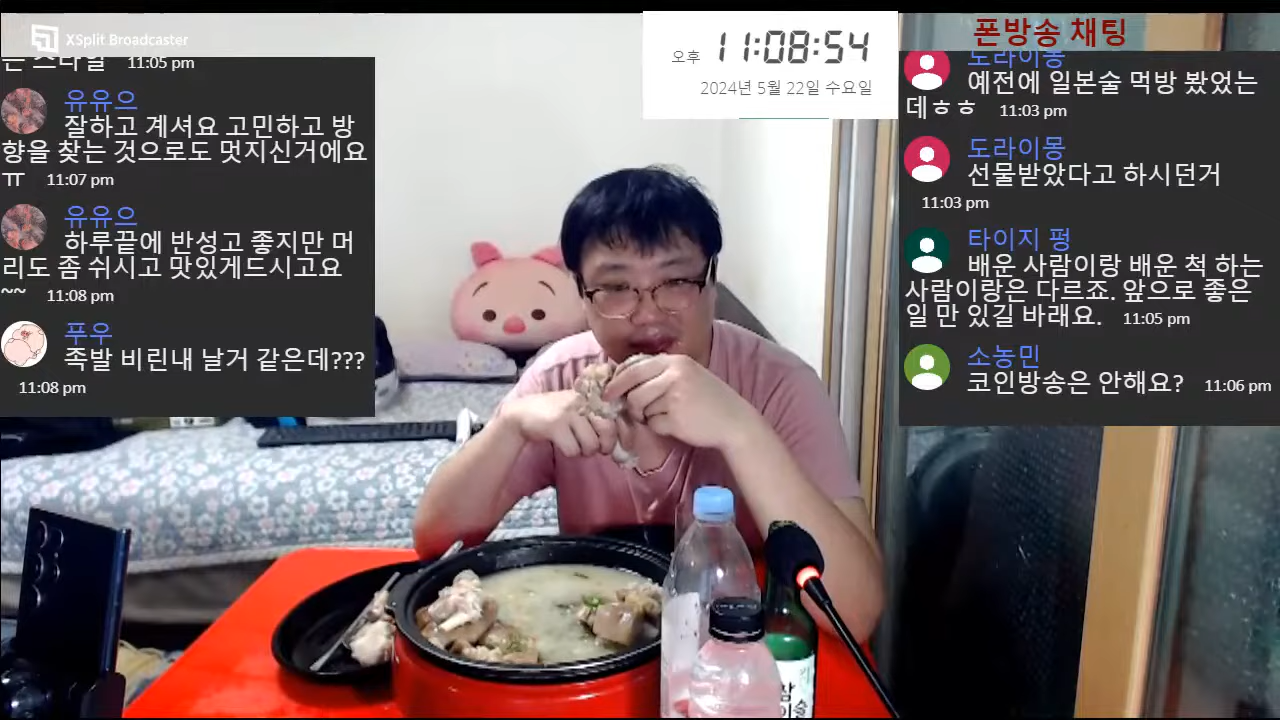 XSplit Broadcaster
는 스타일 11:05 pm
유유으
잘하고 계셔요 고민하고 방
향을 찾는 것으로도 멋지신거에요
ㅠ 11:07 pm
유유으
하루끝에 반성고 좋지만 머
리도 좀 쉬시고 맛있게드시고요
~~ 11:08 pm
푸우
족발 비린내 날거 같은데???
11:08 pm
오후 11:08:54
2024년 5월 22일 수요일
폰방송 채팅
도라이몽
예전에 일본술 먹방 봤었는
데ㅎㅎ 11:03 pm
도라이몽
선물받았다고 하시던거
11:03 pm
타이지 펑
배운 사람이랑 배운 척 하는
사람이랑은 다르죠. 앞으로 좋은
일 만 있길 바래요. 11:05 pm
소농민
코인방송은 안해요? 11:06 pm